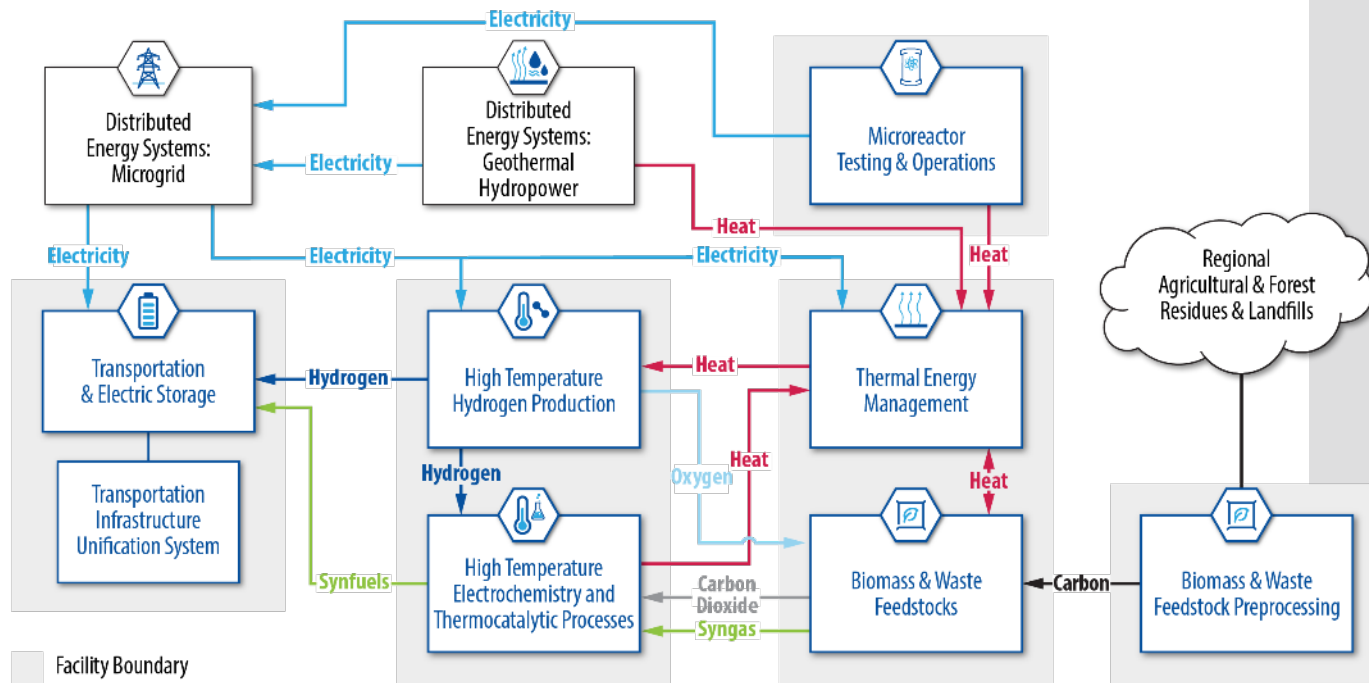 Electricity
Distributed
Energy Systems:
Microgrid
Electricity
Distributed
Energy Systems:
Geothermal
Hydropower
Microreactor
Testing & Operations
Heat
Heat
Electricity
Electricity
Electricity
Regional
Agricultural & Forest
Residues & Landfills
Transportation
& Electric Storage
Hydrogen
High Temperature
Hydrogen Production
Heat
Thermal Energy
Management
Hydrogen
Heat
Oxygen
Heat
Transportation
Infrastructure
Unification System
Synfuels
High Temperature
Electrochemistry and
Thermocatalytic Processes
Carbon
Dioxide
Syngas
Biomass & Waste
Feedstocks
Carbon
Biomass & Waste
Feedstock Preprocessing
Facility Boundary